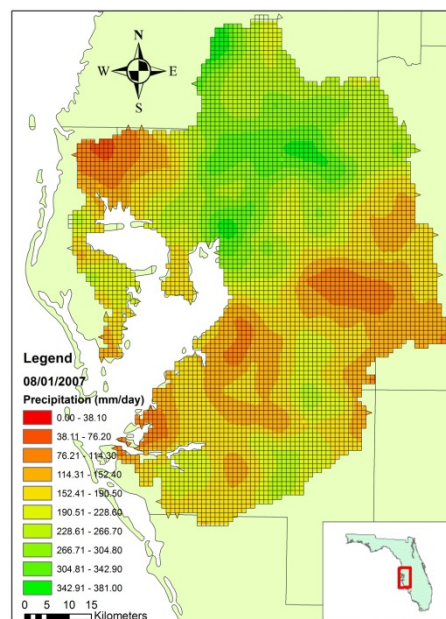 N
W E
S
Legend
08/01/2007
Precipitation (mm/day)
0.00 - 38.10
38.11 - 76.20
76.21 - 114.30
114.31 - 152.40
152.41 - 190.50
190.51 - 228.60
228.61 - 266.70
266.71 - 304.80
304.81 - 342.90
342.91 - 381.00
0 5 10 15
Kilometers